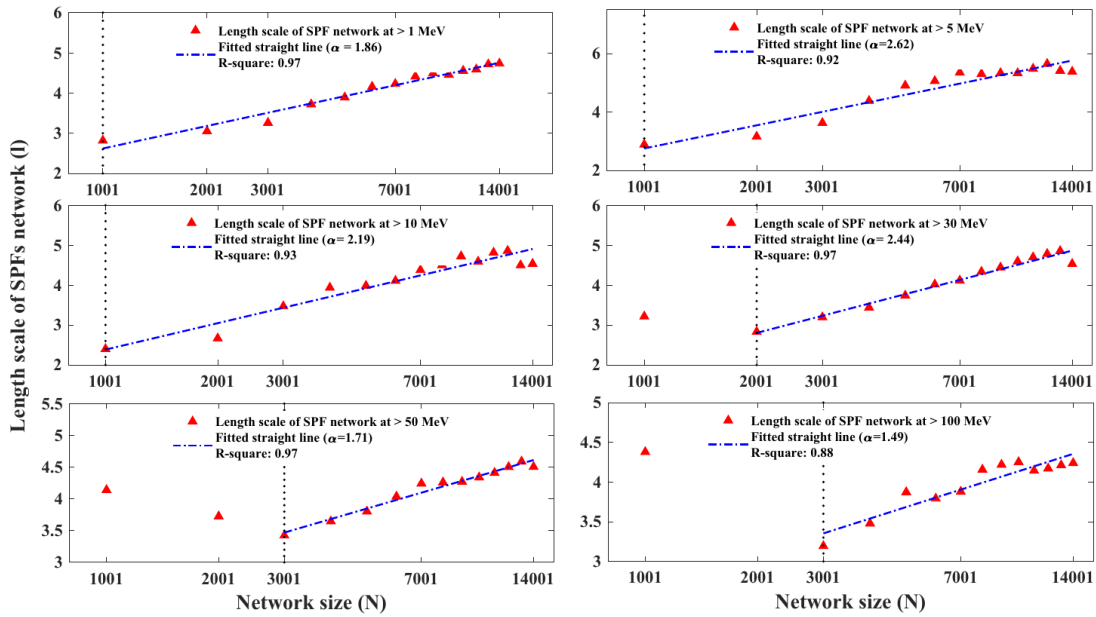 Length scale of SPFs network (l)
6
5
4
3
2
Length scale of SPF network at > 1 MeV
Fitted straight line (α = 1.86)
R-square: 0.97
1001
2001
3001
7001
14001
6
4
2
Length scale of SPF network at > 5 MeV
Fitted straight line (α=2.62)
R-square: 0.92
1001
2001
3001
7001
14001
6
5
4
3
2
Length scale of SPF network at > 10 MeV
Fitted straight line (α= 2.19)
R-square: 0.93
1001
2001
3001
7001
14001
6
5
4
3
2
Length scale of SPF network at > 30 MeV
Fitted straight line (α= 2.44)
R-square: 0.97
1001
2001
3001
7001
14001
5.5
5
4.5
4
3.5
3
Length scale of SPF network at > 50 MeV
Fitted straight line (α=1.71)
R-square: 0.97
1001
2001
3001
7001
14001
Network size (N)
5
4.5
4
3.5
3
Length scale of SPF network at > 100 MeV
Fitted straight line (α=1.49)
R-square: 0.88
1001
2001
3001
7001
14001
Network size (N)